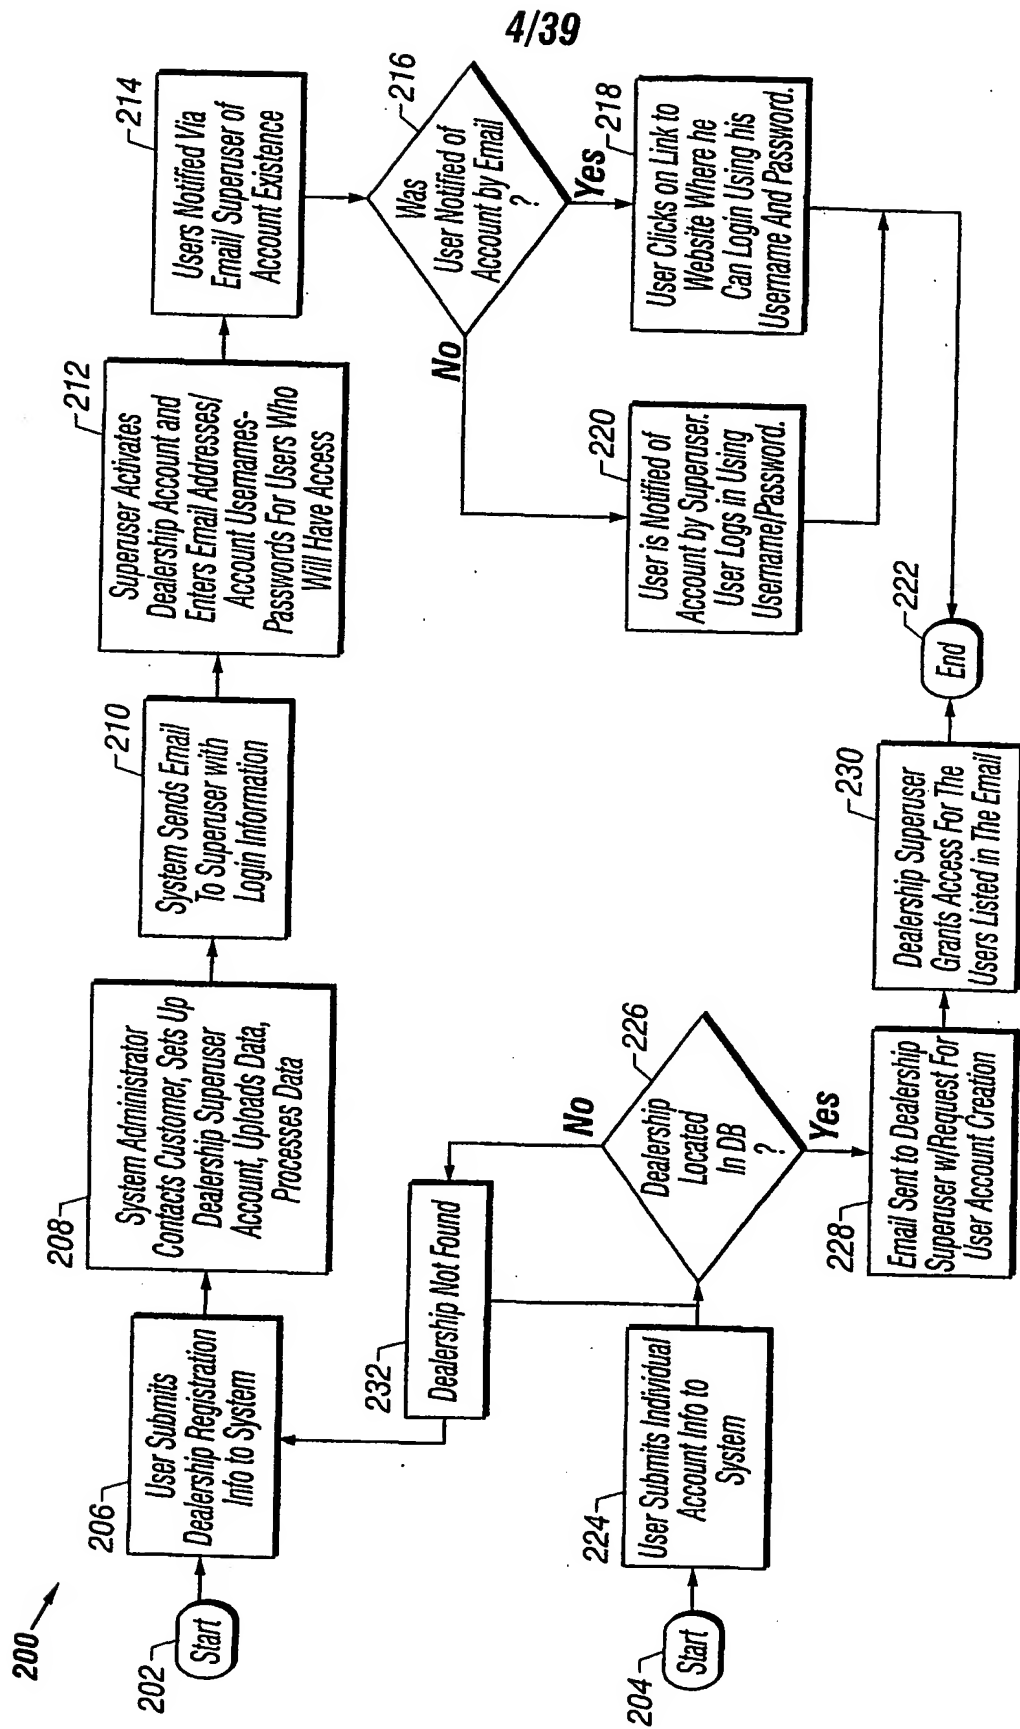 4/39
200
202
Start
206
User Submits
Dealership Registration
Info to System
208
System Administrator
Contacts Customer, Sets Up
Dealership Superuser
Account, Uploads Data,
Processes Data
210
System Sends Email
To Superuser with
Login Information
212
Superuser Activates
Dealership Account and
Enters Email Addresses/
Account Usernames-
Passwords For Users Who
Will Have Access
214
Users Notified Via
Email/ Superuser of
Account Existence
216
Was
User Notified of
Account by Email
?
Yes
No
218
User Clicks on Link to
Website Where he
Can Login Using his
Username And Password.
220
User is Notified of
Account by Superuser.
User Logs in Using
Username/Password.
222
End
204
Start
224
User Submits Individual
Account Info to
System
226
Dealership
Located
In DB
?
No
Yes
232
Dealership Not Found
228
Email Sent to Dealership
Superuser w/Request For
User Account Creation
230
Dealership Superuser
Grants Access For The
Users Listed in The Email